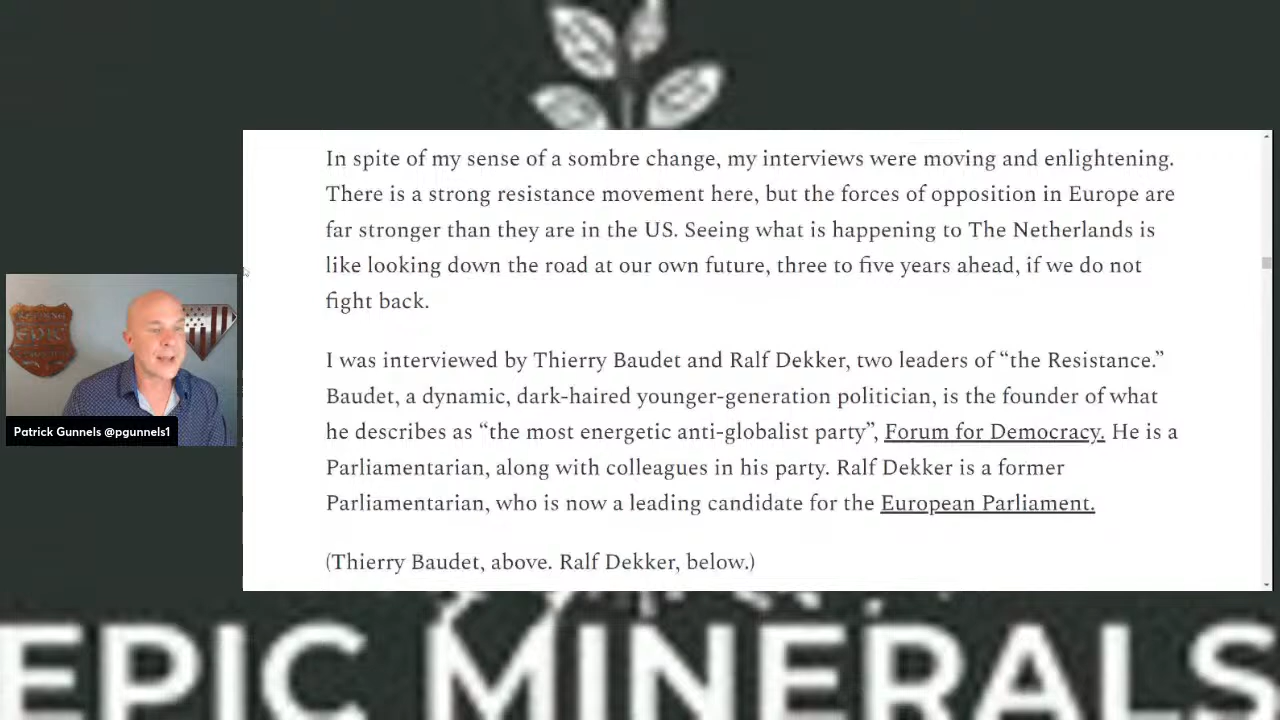 In spite of my sense of a sombre change, my interviews were moving and enlightening.
There is a strong resistance movement here, but the forces of opposition in Europe are
far stronger than they are in the US. Seeing what is happening to The Netherlands is
like looking down the road at our own future, three to five years ahead, if we do not
fight back.
I was interviewed by Thierry Baudet and Ralf Dekker, two leaders of “the Resistance.”
Baudet, a dynamic, dark-haired younger-generation politician, is the founder of what
he describes as “the most energetic anti-globalist party”, Forum for Democracy. He is a
Parliamentarian, along with colleagues in his party. Ralf Dekker is a former
Parliamentarian, who is now a leading candidate for the European Parliament.
(Thierry Baudet, above. Ralf Dekker, below.)
EPIC
Patrick Gunnels @pgunnels1
EPIC MINERALS